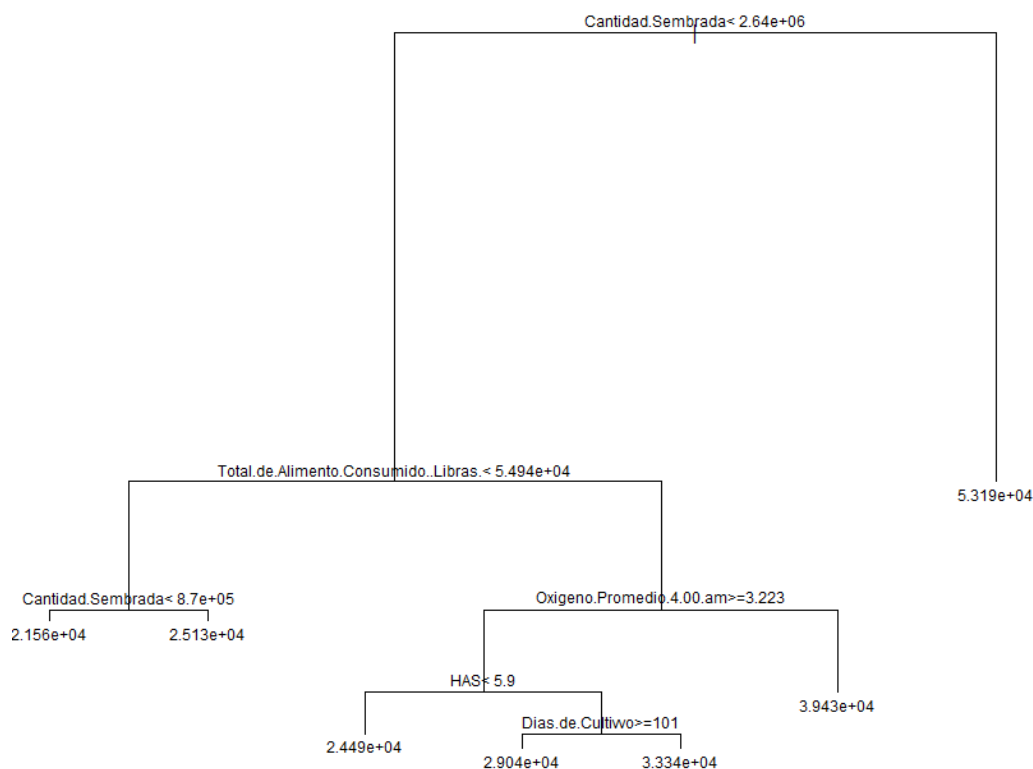 Cantidad.Sembrada< 2.64e+06
Total.de.Alimento.Consumido..Libras.< 5.494e+04
5.319e+04
Cantidad.Sembrada< 8.7e+05
Oxigeno.Promedio.4.00.am>=3.223
2.156e+04
2.513e+04
HAS< 5.9
3.943e+04
Dias.de.Cultivvo>=101
2.449e+04
2.904e+04
3.334e+04